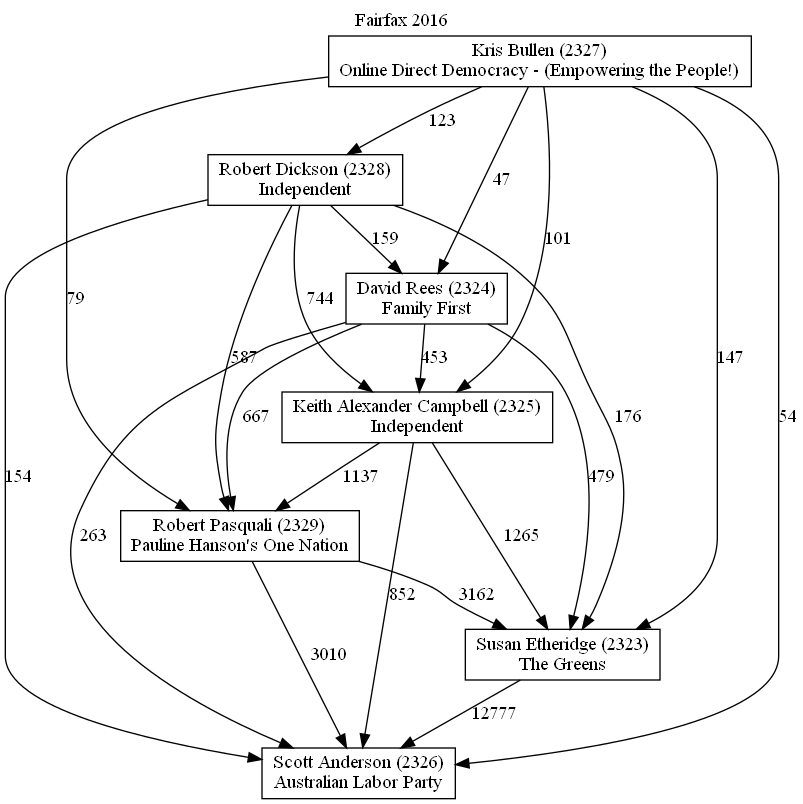 Fairfax 2016
Kris Bullen (2327)
Online Direct Democracy - (Empowering the People!)
123
Robert Dickson (2328)
Independent
47
159
101
David Rees (2324)
Family First
79
744
587
453
147
Keith Alexander Campbell (2325)
Independent
667
176
54
154
1137
479
Robert Pasquali (2329)
Pauline Hanson's One Nation
263
1265
852
3162
Susan Etheridge (2323)
The Greens
3010
12777
Scott Anderson (2326)
Australian Labor Party